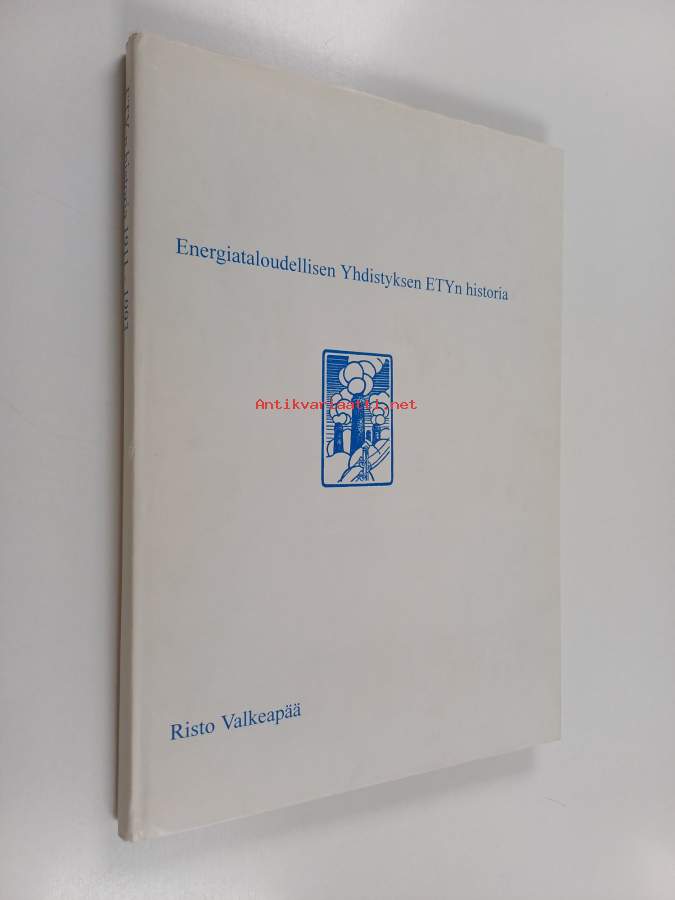 Energiataloudellisen Yhdistyksen ETYn historia
Antikvariaatti.net
Risto Valkeapää